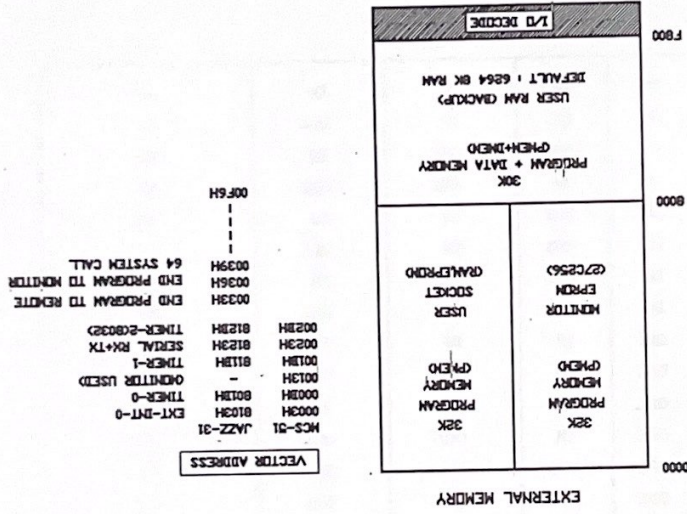 EXTERNAL MEMORY
0000
32K
PROGRAM
MEMORY
(PMEM)
MONITOR
EPROM
(27C256)
32K
PROGRAM
MEMORY
(PMEM)
USER
SOCKET
(RAM,EPROM)
8000
30K
PROGRAM + DATA MEMORY
(PMEM+DMEM)
USER RAM (BACKUP)
DEFAULT : 6264 8K RAM
F800
I/O DECODE
VECTOR ADDRESS
MCS-51 JAZZ-31
0003H 8103H EXT-INT-0
000BH 801BH TIMER-0
0013H - (MONITOR USED)
001BH 811BH TIMER-1
0023H 8123H SERIAL RX+TX
002BH 812BH TIMER-2(8032)
0033H END PROGRAM TO REMOTE
0036H END PROGRAM TO MONITOR
0039H 64 SYSTEM CALL
00F6H